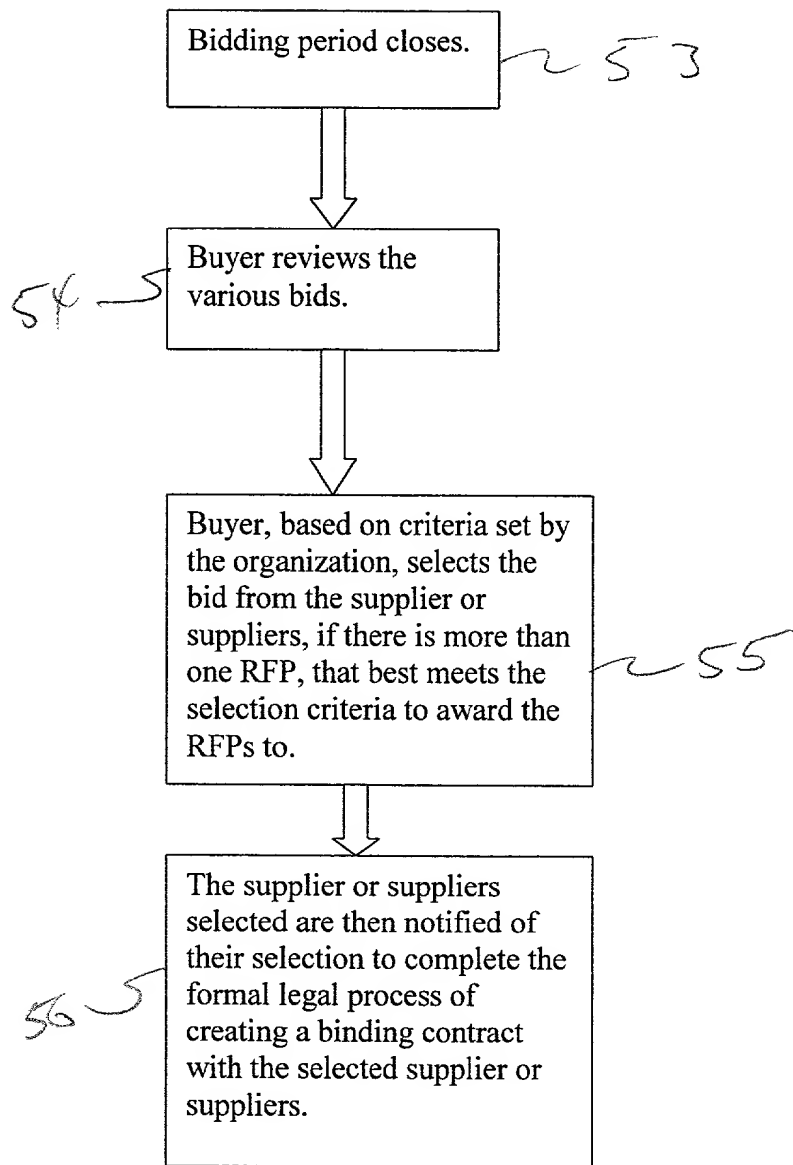 Bidding period closes.
53
Buyer reviews the
various bids.
54
Buyer, based on criteria set by
the organization, selects the
bid from the supplier or
suppliers, if there is more than
one RFP, that best meets the
selection criteria to award the
RFPs to.
55
The supplier or suppliers
selected are then notified of
their selection to complete the
formal legal process of
creating a binding contract
with the selected supplier or
suppliers.
56